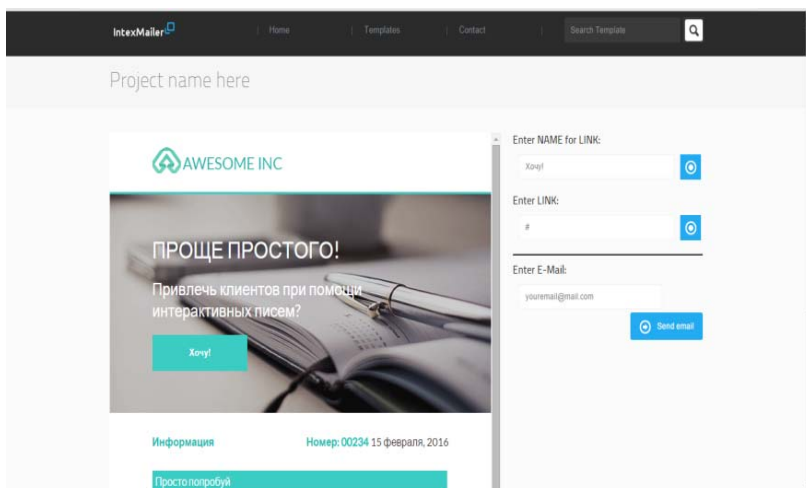 IntexMailer
Home
Templates
Contact
Search Template
Project name here
AWESOME INC
ПРОЩЕ ПРОСТОГО!
Привлечь клиентов при помощи
интерактивных писем?
Хочу!
Информация
Номер: 00234 15 февраля, 2016
Просто попробуй
Enter NAME for LINK:
Хочу!
Enter LINK:
#
Enter E-Mail:
youremail@mail.com
Send email